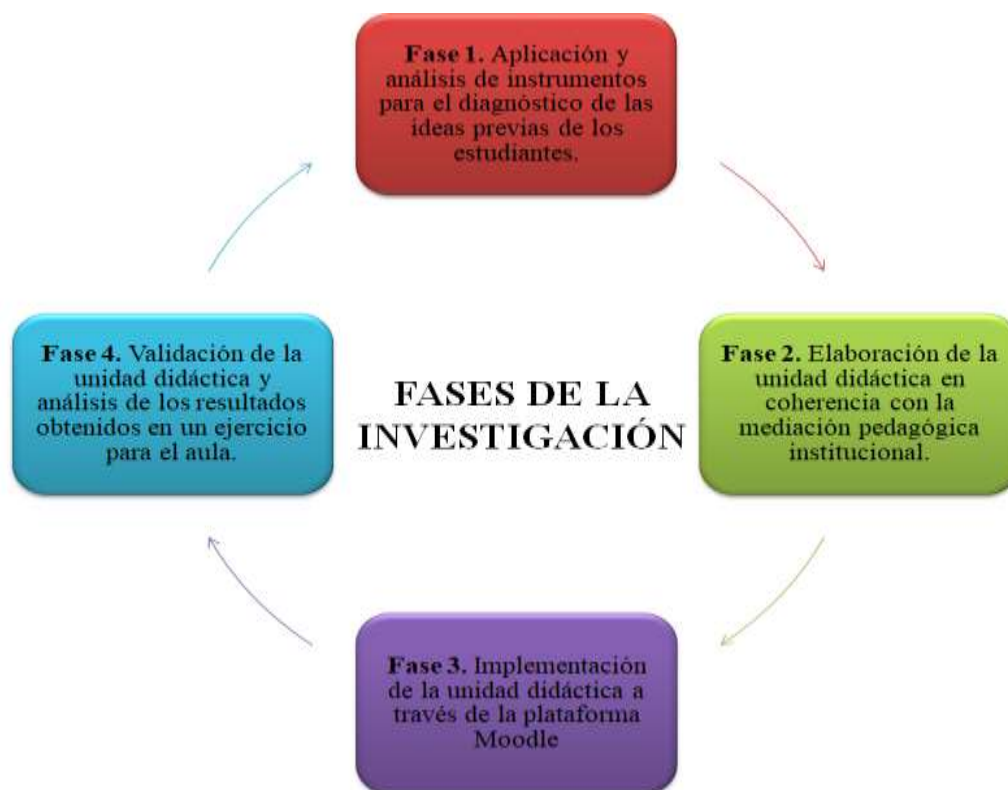 Fase 1. Aplicación y
análisis de instrumentos
para el diagnóstico de las
ideas previas de los
estudiantes.
Fase 4. Validación de la
unidad didáctica y
análisis de los resultados
obtenidos en un ejercicio
para el aula.
FASES DE LA
INVESTIGACIÓN
Fase 2. Elaboración de la
unidad didáctica en
coherencia con la
mediación pedagógica
institucional.
Fase 3. Implementación
de la unidad didáctica a
través de la plataforma
Moodle